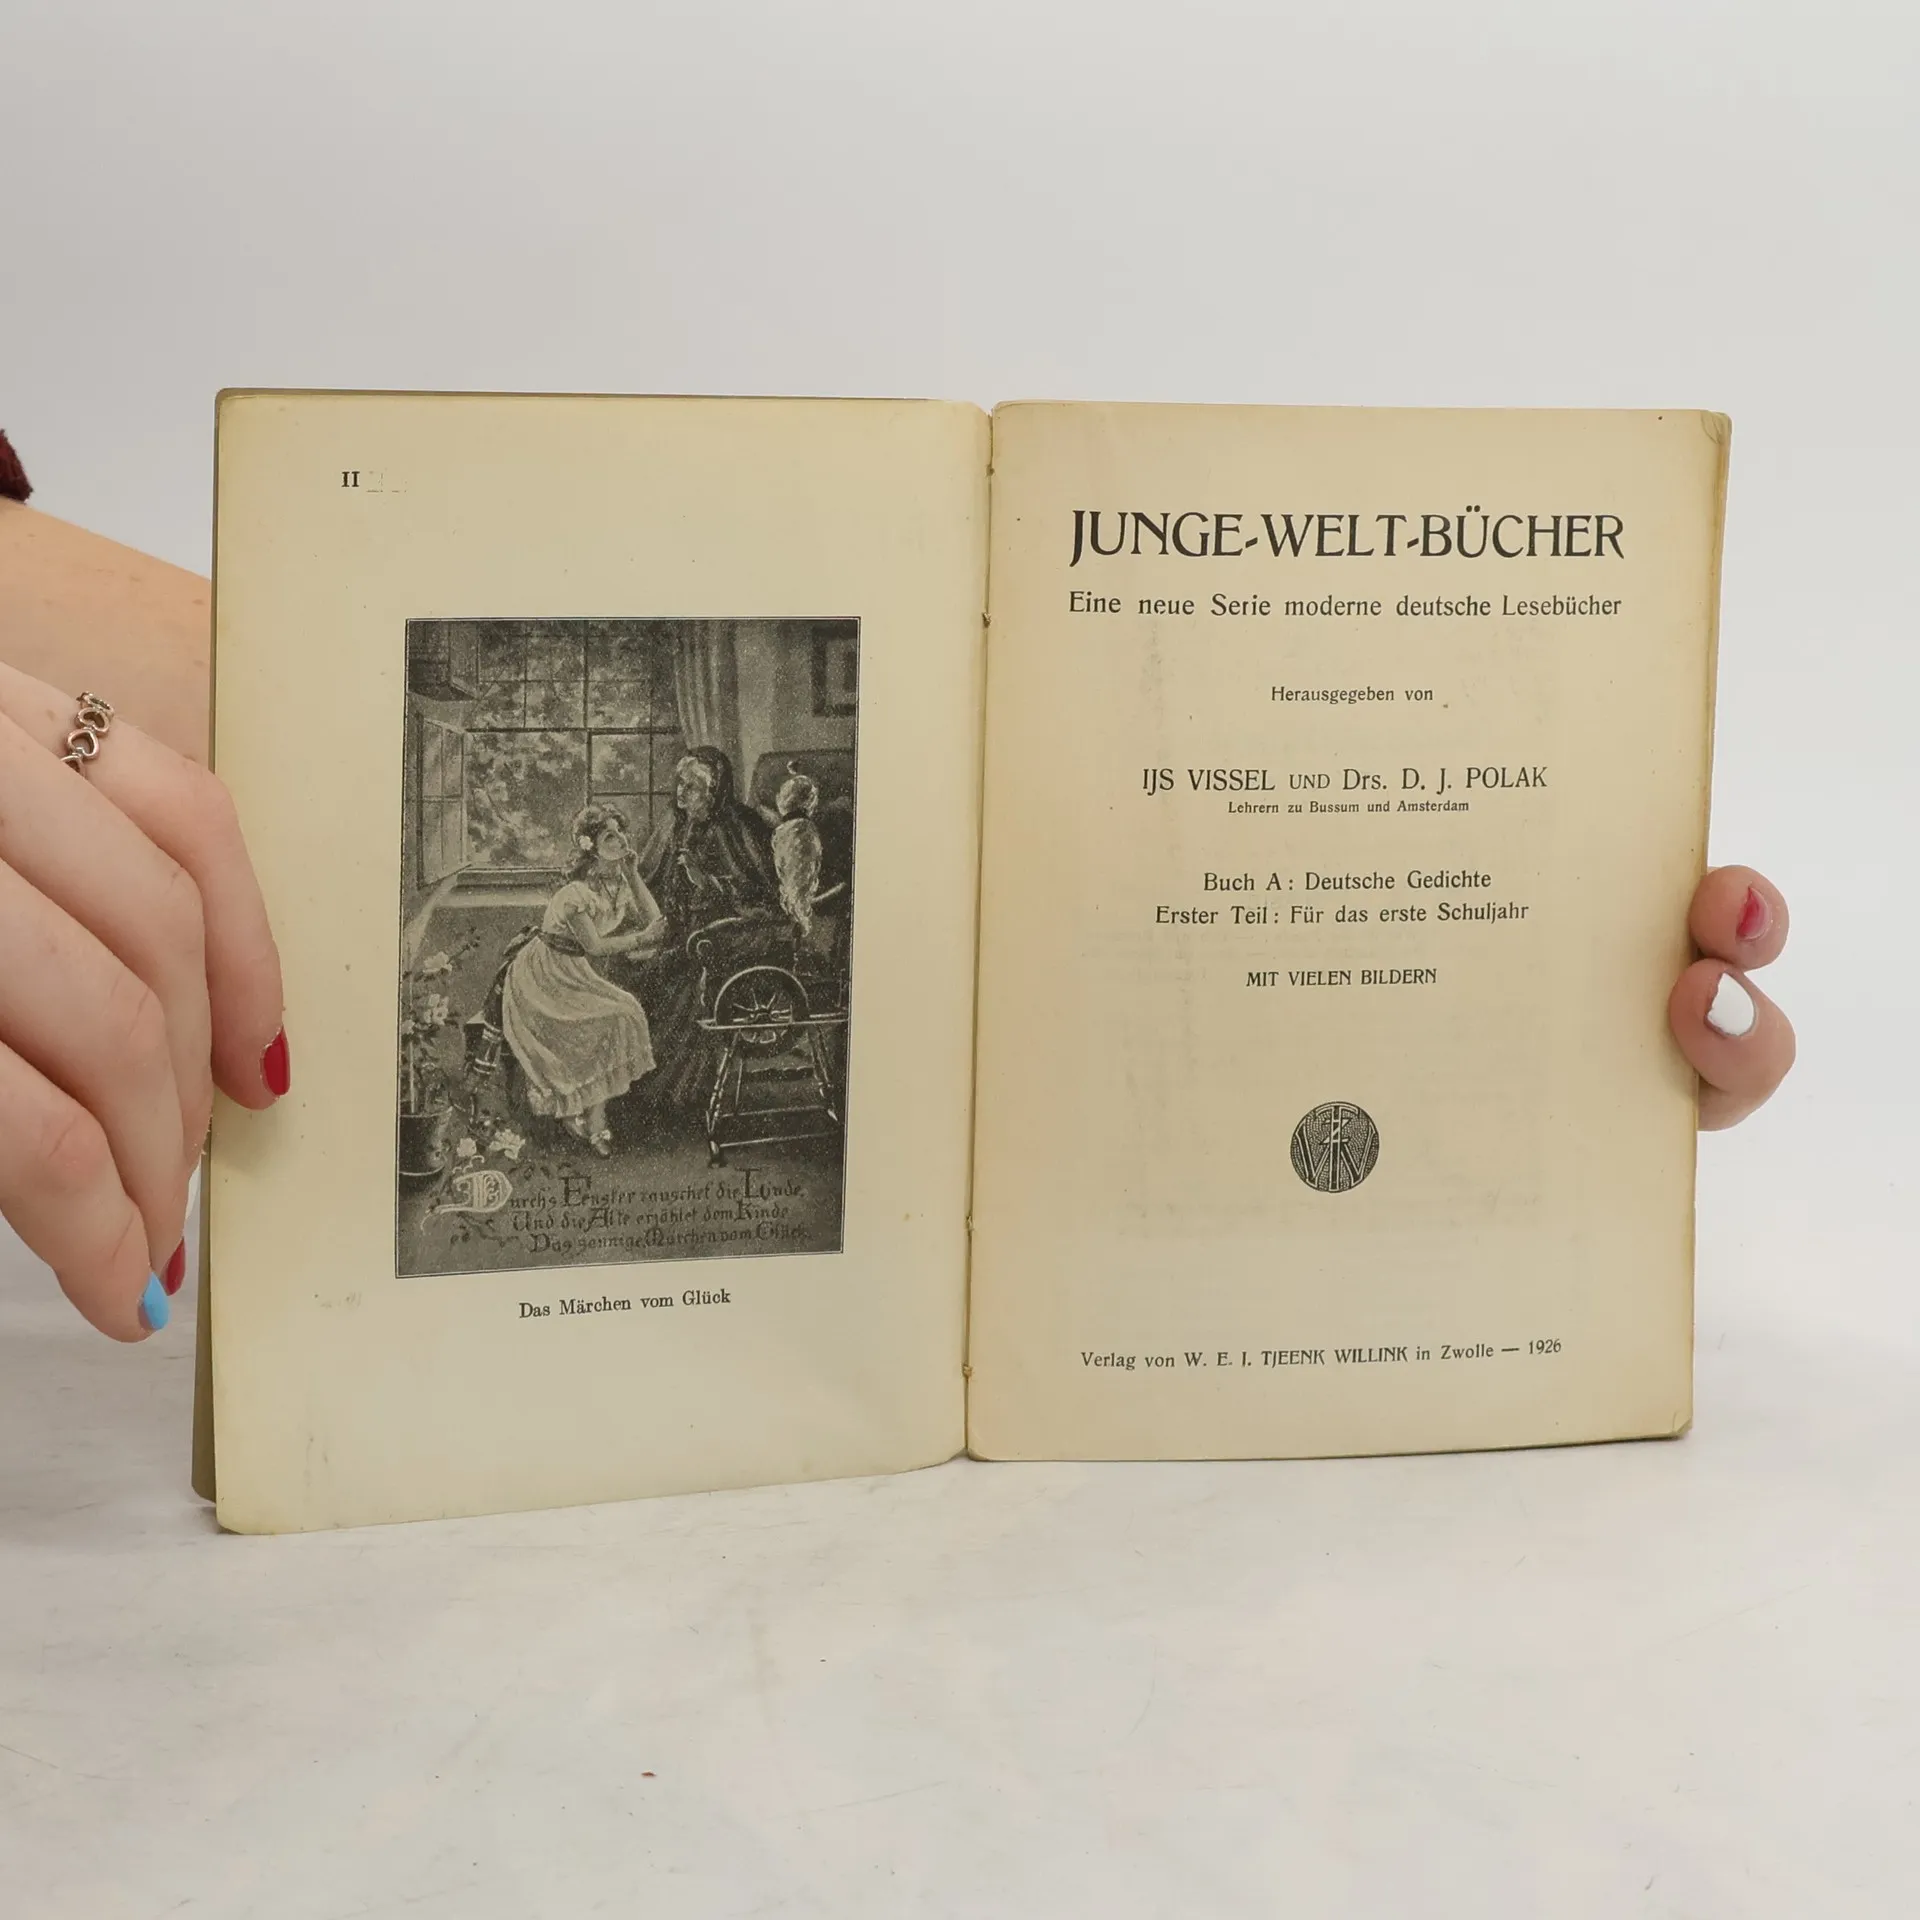 II
Durchs Fenster rauschet die Linde,
Und die Alte erzählet dem Kinde
Das sonnige Märchen vom Glück.
Das Märchen vom Glück
JUNGE-WELT-BÜCHER
Eine neue Serie moderne deutsche Lesebücher
Herausgegeben von
IJS VISSEL UND Drs. D. J. POLAK
Lehrern zu Bussum und Amsterdam
Buch A: Deutsche Gedichte
Erster Teil: Für das erste Schuljahr
MIT VIELEN BILDERN
Verlag von W. E. J. TJEENK WILLINK in Zwolle — 1926